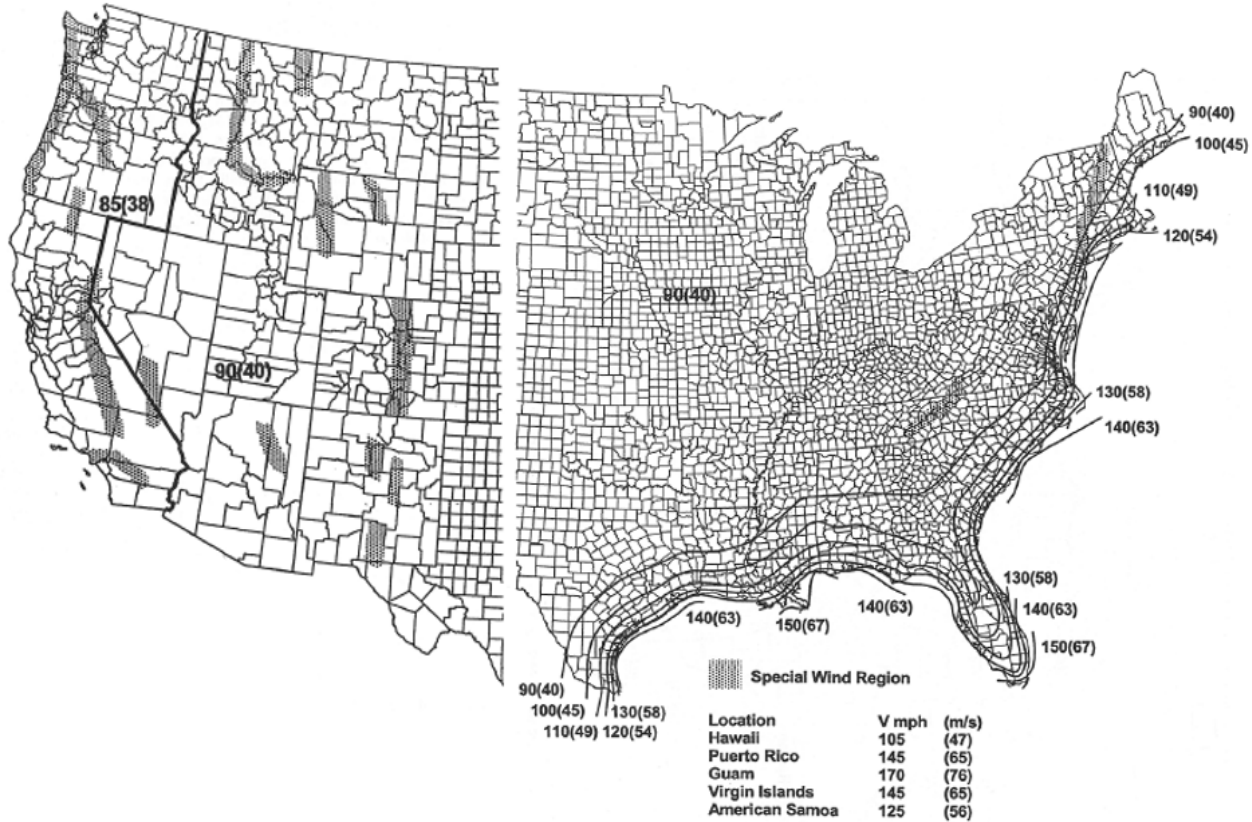 90(40)
100(45)
110(49)
85(38)
120(54)
90(40)
90(40)
130(58)
140(63)
130(58)
140(63)
140(63)
140(63)
150(67)
150(67)
Special Wind Region
90(40)
100(45) 130(58)
110(49) 120(54)
Location V mph (m/s)
Hawaii 105 (47)
Puerto Rico 145 (65)
Guam 170 (76)
Virgin Islands 145 (65)
American Samoa 125 (56)